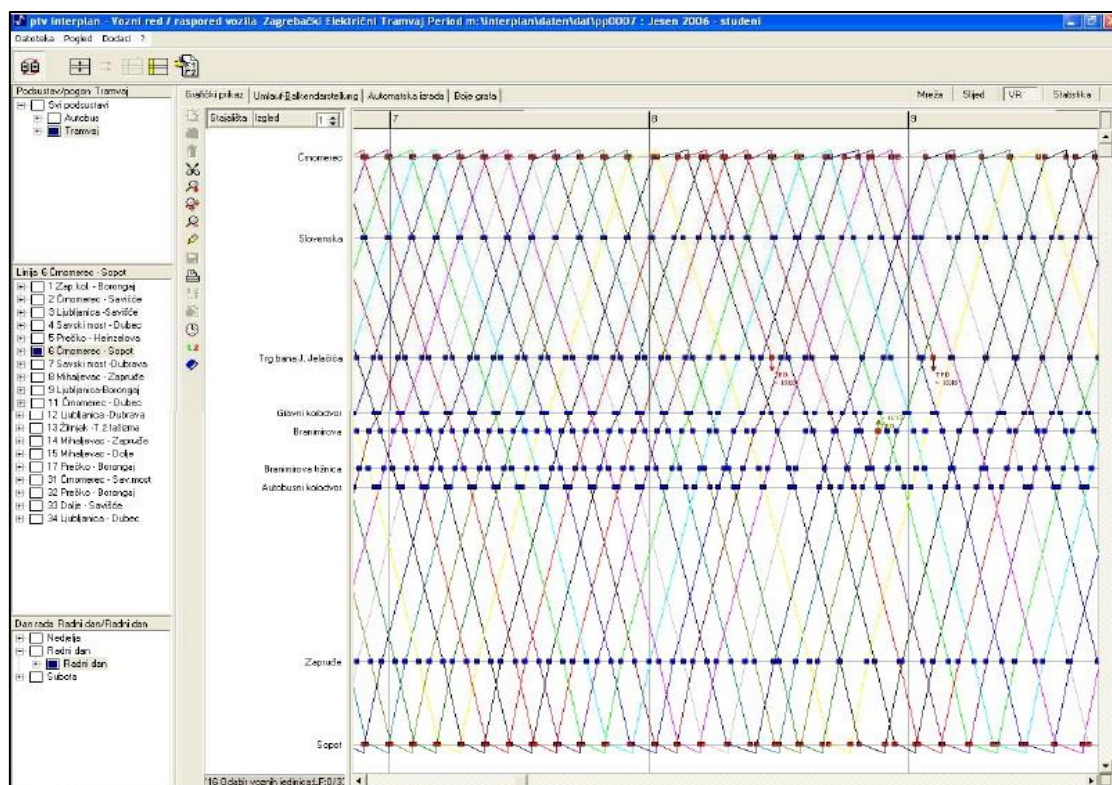 ptv interplan - Vozni red / raspored vozila Zagrebački Električni Tramvaj Period m:\interplan\daten\dat\pp0007 : Jesen 2006 - studeni
Datoteka Pogled Dodaci ?
Podsustav/pogon Tramvaj
Svi podsustavi
Autobus
Tramvaj
Linija 6 Črnomerec - Sopot
1 Zap.kol. - Borongaj
2 Črnomerec - Savišće
3 Ljubljanica - Savišće
4 Savski most - Dubec
5 Prečko - Heinzelova
6 Črnomerec - Sopot
7 Savski most - Dubrava
8 Mihaljevac - Zapruđe
9 Ljubljanica-Borongaj
11 Črnomerec - Dubec
12 Ljubljanica - Dubrava
13 Žitnjak -T.ž.fašizma
14 Mihaljevac - Zapruđe
15 Mihaljevac - Dolje
17 Prečko - Borongaj
31 Črnomerec - Sav.most
32 Prečko - Borongaj
33 Dolje - Savišće
34 Ljubljanica - Dubec
Dan rada Radni dan/Radni dan
Nedjelja
Radni dan
Radni dan
Subota
Grafički prikaz Umlauf-Balkendarstellung Automatska izrada Boje grafa Mreža Slijed VR Statistika
Stajališta Izgled 1
7 8 9
Črnomerec
Slovenska
Trg bana J. Jelačića
Glavni kolodvor
Branimirova
Branimirova tržnica
Autobusni kolodvor
Zapruđe
Sopot